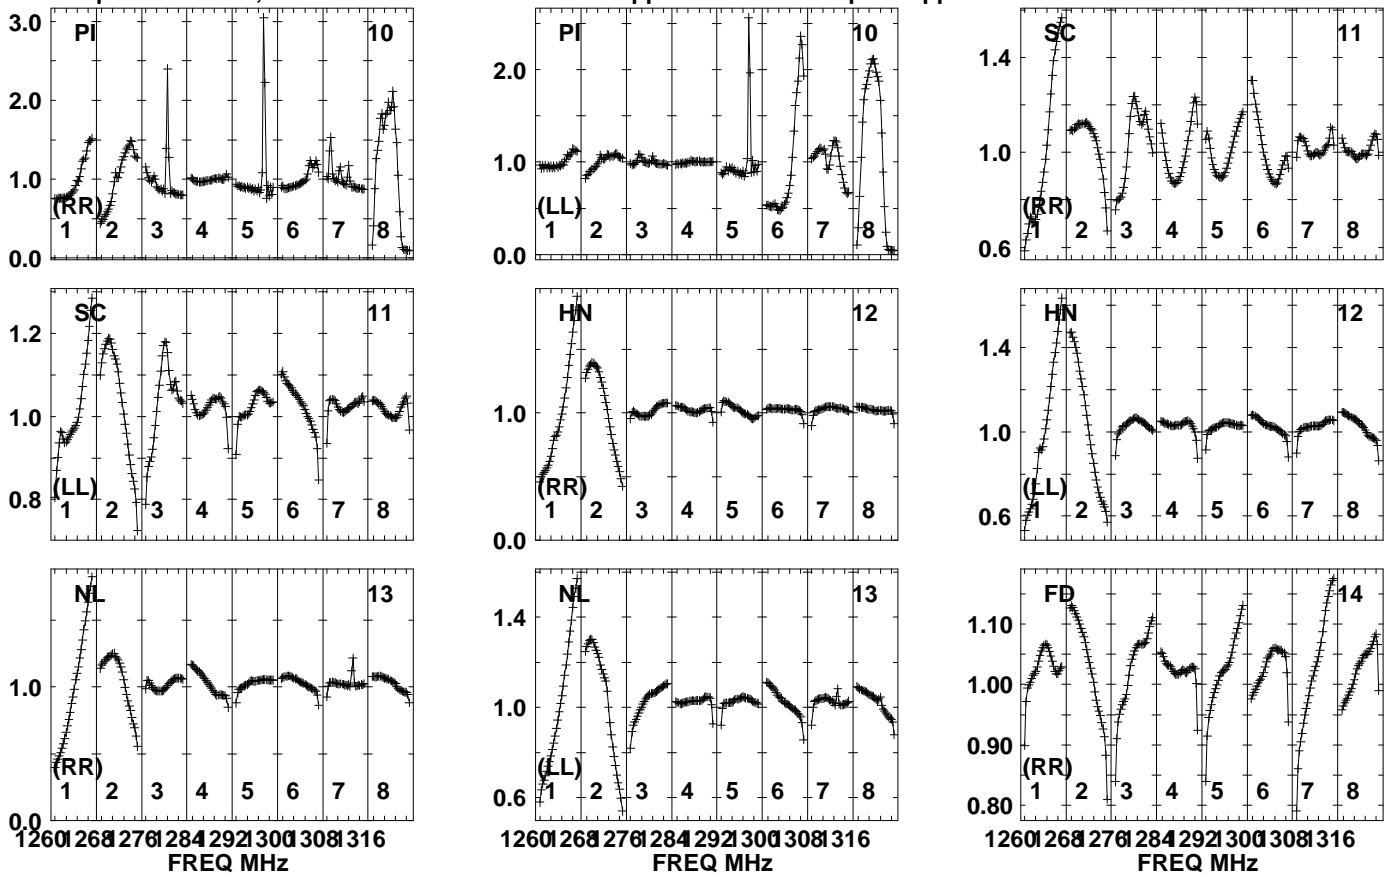 PI 10
3.0
2.0
1.0
0.0
(RR)
1 2 3 4 5 6 7 8
PI 10
2.0
1.0
0.0
(LL)
1 2 3 4 5 6 7 8
SC 11
1.4
1.0
0.6
(RR)
1 2 3 4 5 6 7 8
SC 11
1.2
1.0
0.8
(LL)
1 2 3 4 5 6 7 8
HN 12
1.0
0.0
(RR)
1 2 3 4 5 6 7 8
HN 12
1.4
1.0
0.6
(LL)
1 2 3 4 5 6 7 8
NL 13
1.0
0.0
(RR)
1 2 3 4 5 6 7 8
1260 1268 1276 1284 1292 1300 1308 1316
FREQ MHz
NL 13
1.4
1.0
0.6
(LL)
1 2 3 4 5 6 7 8
1260 1268 1276 1284 1292 1300 1308 1316
FREQ MHz
FD 14
1.10
1.00
0.90
0.80
(RR)
1 2 3 4 5 6 7 8
1260 1268 1276 1284 1292 1300 1308 1316
FREQ MHz